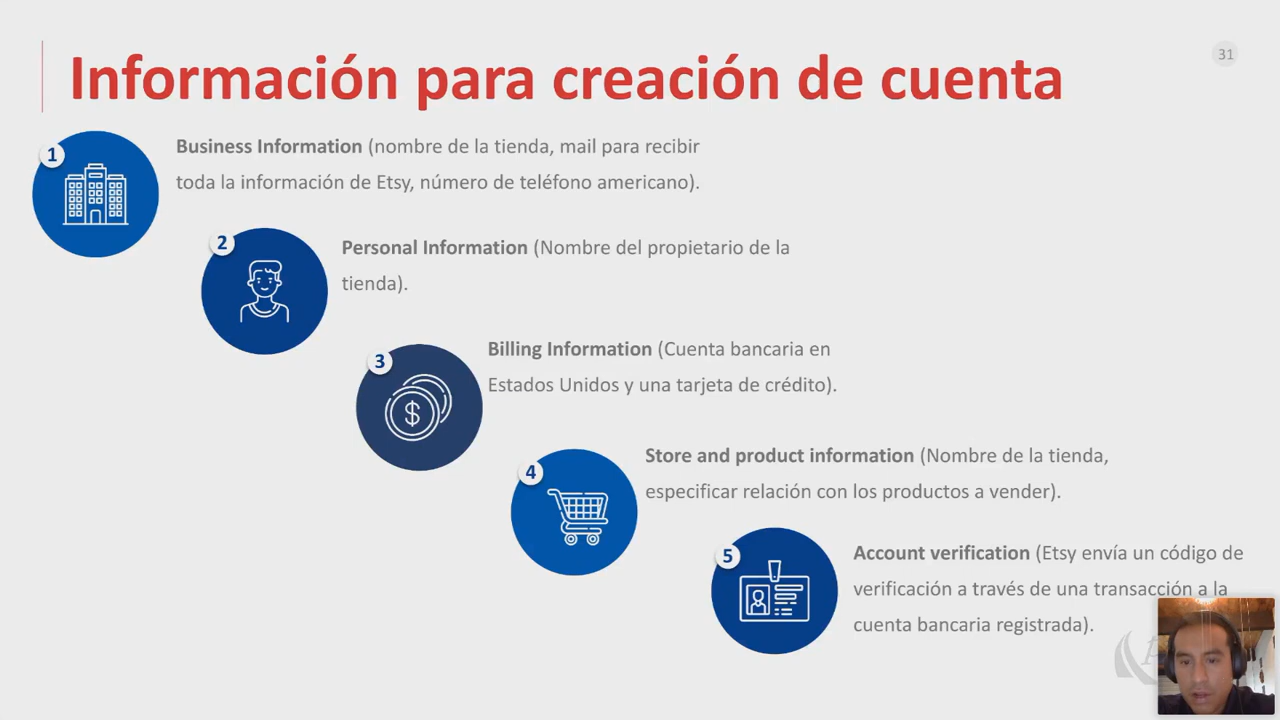 31
Información para creación de cuenta
1
Business Information (nombre de la tienda, mail para recibir
toda la información de Etsy, número de teléfono americano).
2
Personal Information (Nombre del propietario de la
tienda).
3
Billing Information (Cuenta bancaria en
Estados Unidos y una tarjeta de crédito).
$
4
Store and product information (Nombre de la tienda,
especificar relación con los productos a vender).
5
Account verification (Etsy envía un código de
verificación a través de una transacción a la
cuenta bancaria registrada).